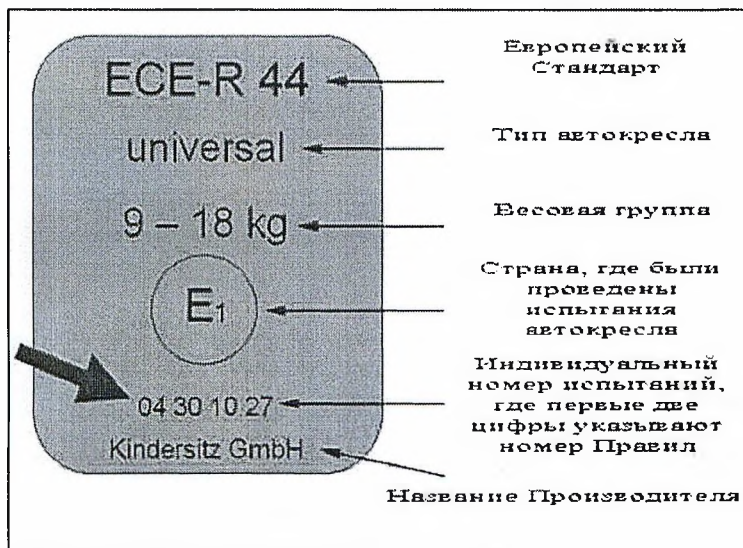 ECE-R 44
universal
9 – 18 kg
E1
04 30 10 27
Kindersitz GmbH
Европейский
Стандарт
Тип автокресла
Весовая группа
Страна, где были
проведены
испытания
автокресла
Индивидуальный
номер испытаний,
где первые две
цифры указывают
номер Правил
Название Производителя